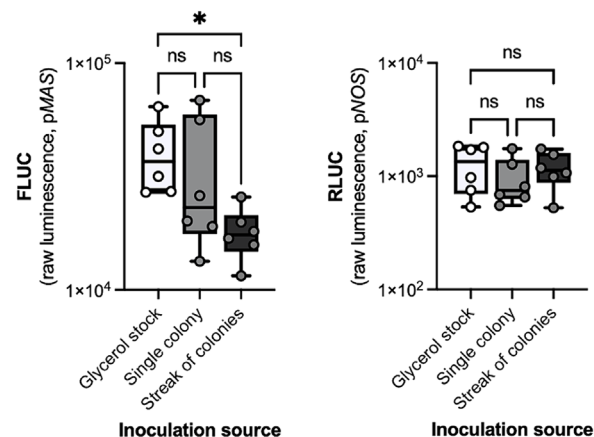 *
ns ns
1×10⁵
1×10⁴
FLUC
(raw luminescence, pMAS)
Glycerol stock
Single colony
Streak of colonies
Inoculation source
ns
ns ns
1×10⁴
1×10³
1×10²
RLUC
(raw luminescence, pNOS)
Glycerol stock
Single colony
Streak of colonies
Inoculation source